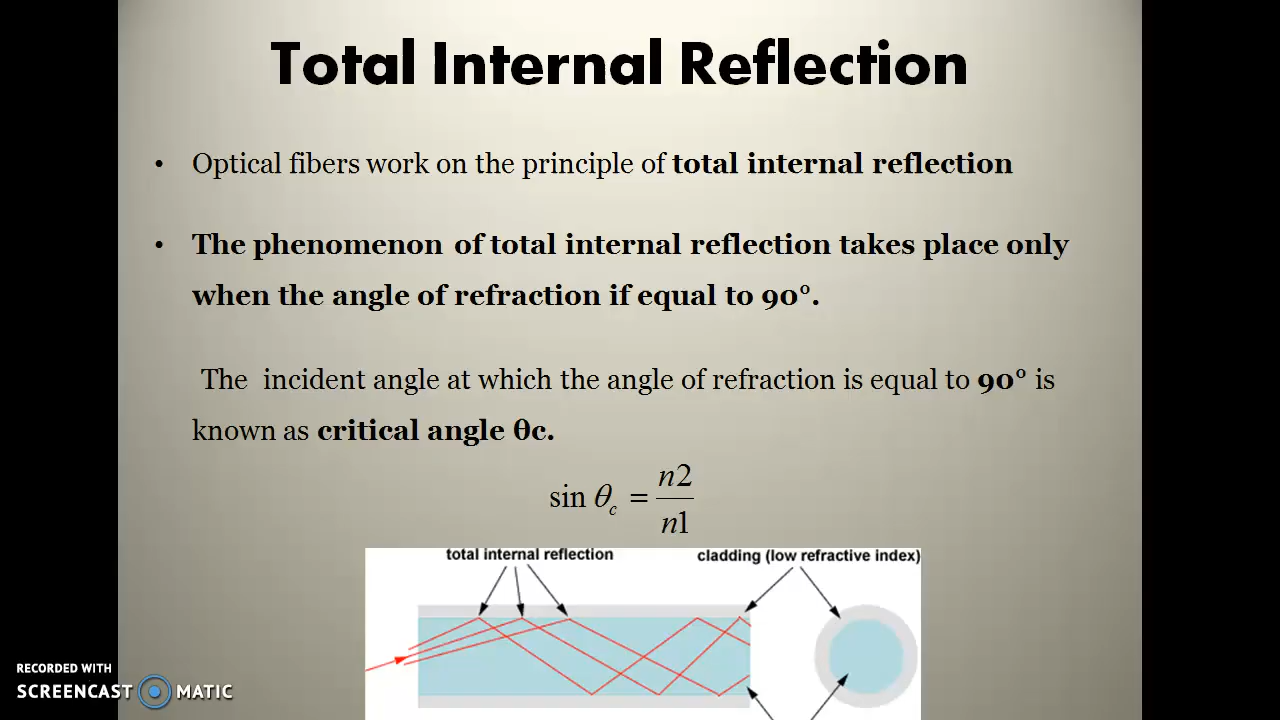 Total Internal Reflection
• Optical fibers work on the principle of total internal reflection
• The phenomenon of total internal reflection takes place only
when the angle of refraction if equal to 90°.
The incident angle at which the angle of refraction is equal to 90° is
known as critical angle θc.
sin θc = n2/n1
total internal reflection
cladding (low refractive index)
RECORDED WITH
SCREENCAST MATIC